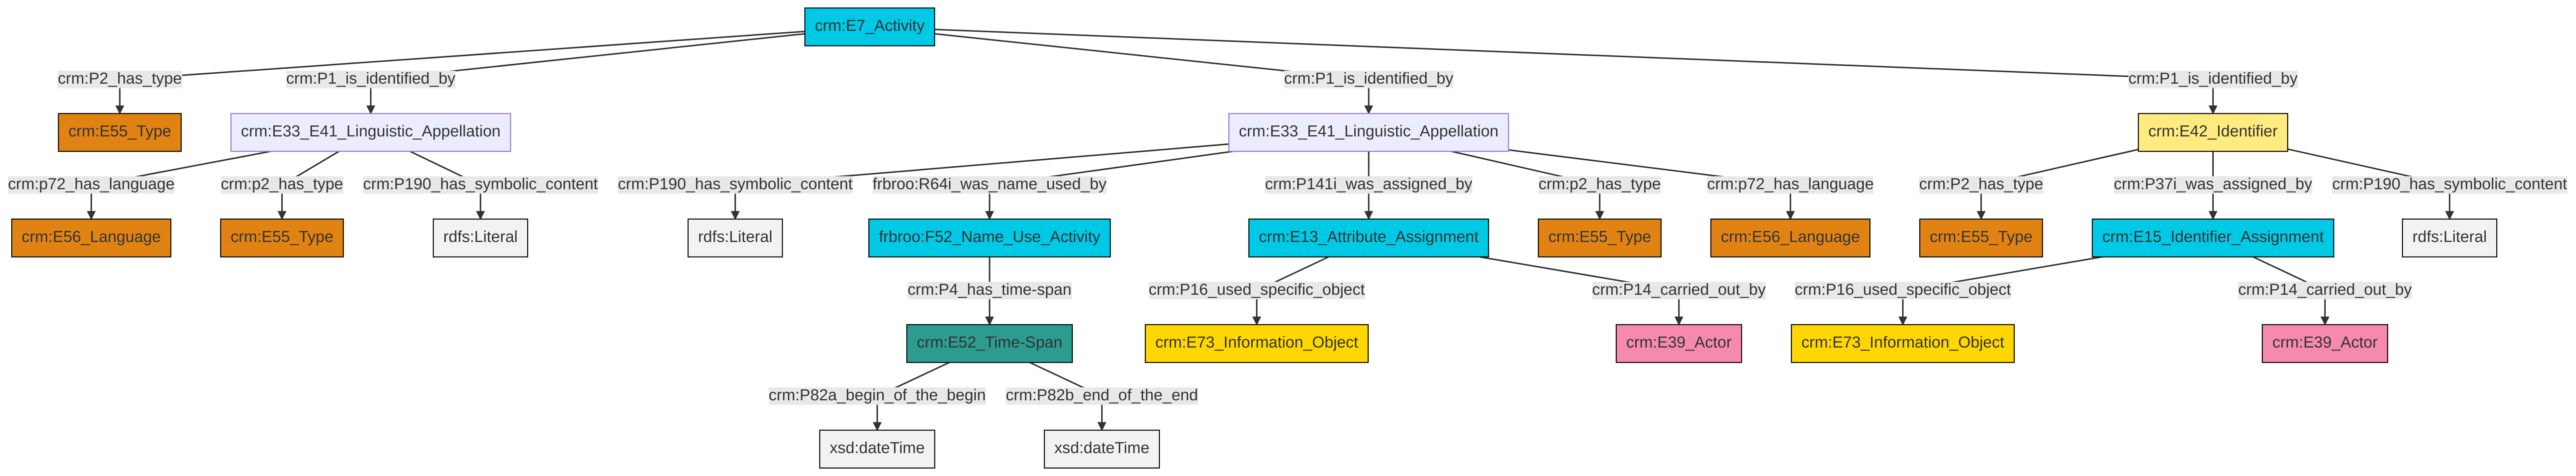 crm:E7_Activity
crm:P2_has_type
crm:P1_is_identified_by
crm:P1_is_identified_by
crm:P1_is_identified_by
crm:E55_Type
crm:E33_E41_Linguistic_Appellation
crm:E33_E41_Linguistic_Appellation
crm:E42_Identifier
crm:p72_has_language
crm:p2_has_type
crm:P190_has_symbolic_content
crm:P190_has_symbolic_content
frbroo:R64i_was_name_used_by
crm:P141i_was_assigned_by
crm:p2_has_type
crm:p72_has_language
crm:P2_has_type
crm:P37i_was_assigned_by
crm:P190_has_symbolic_content
crm:E56_Language
crm:E55_Type
rdfs:Literal
rdfs:Literal
frbroo:F52_Name_Use_Activity
crm:E13_Attribute_Assignment
crm:E55_Type
crm:E56_Language
crm:E55_Type
crm:E15_Identifier_Assignment
rdfs:Literal
crm:P4_has_time-span
crm:P16_used_specific_object
crm:P14_carried_out_by
crm:P16_used_specific_object
crm:P14_carried_out_by
crm:E52_Time-Span
crm:E73_Information_Object
crm:E39_Actor
crm:E73_Information_Object
crm:E39_Actor
crm:P82a_begin_of_the_begin
crm:P82b_end_of_the_end
xsd:dateTime
xsd:dateTime